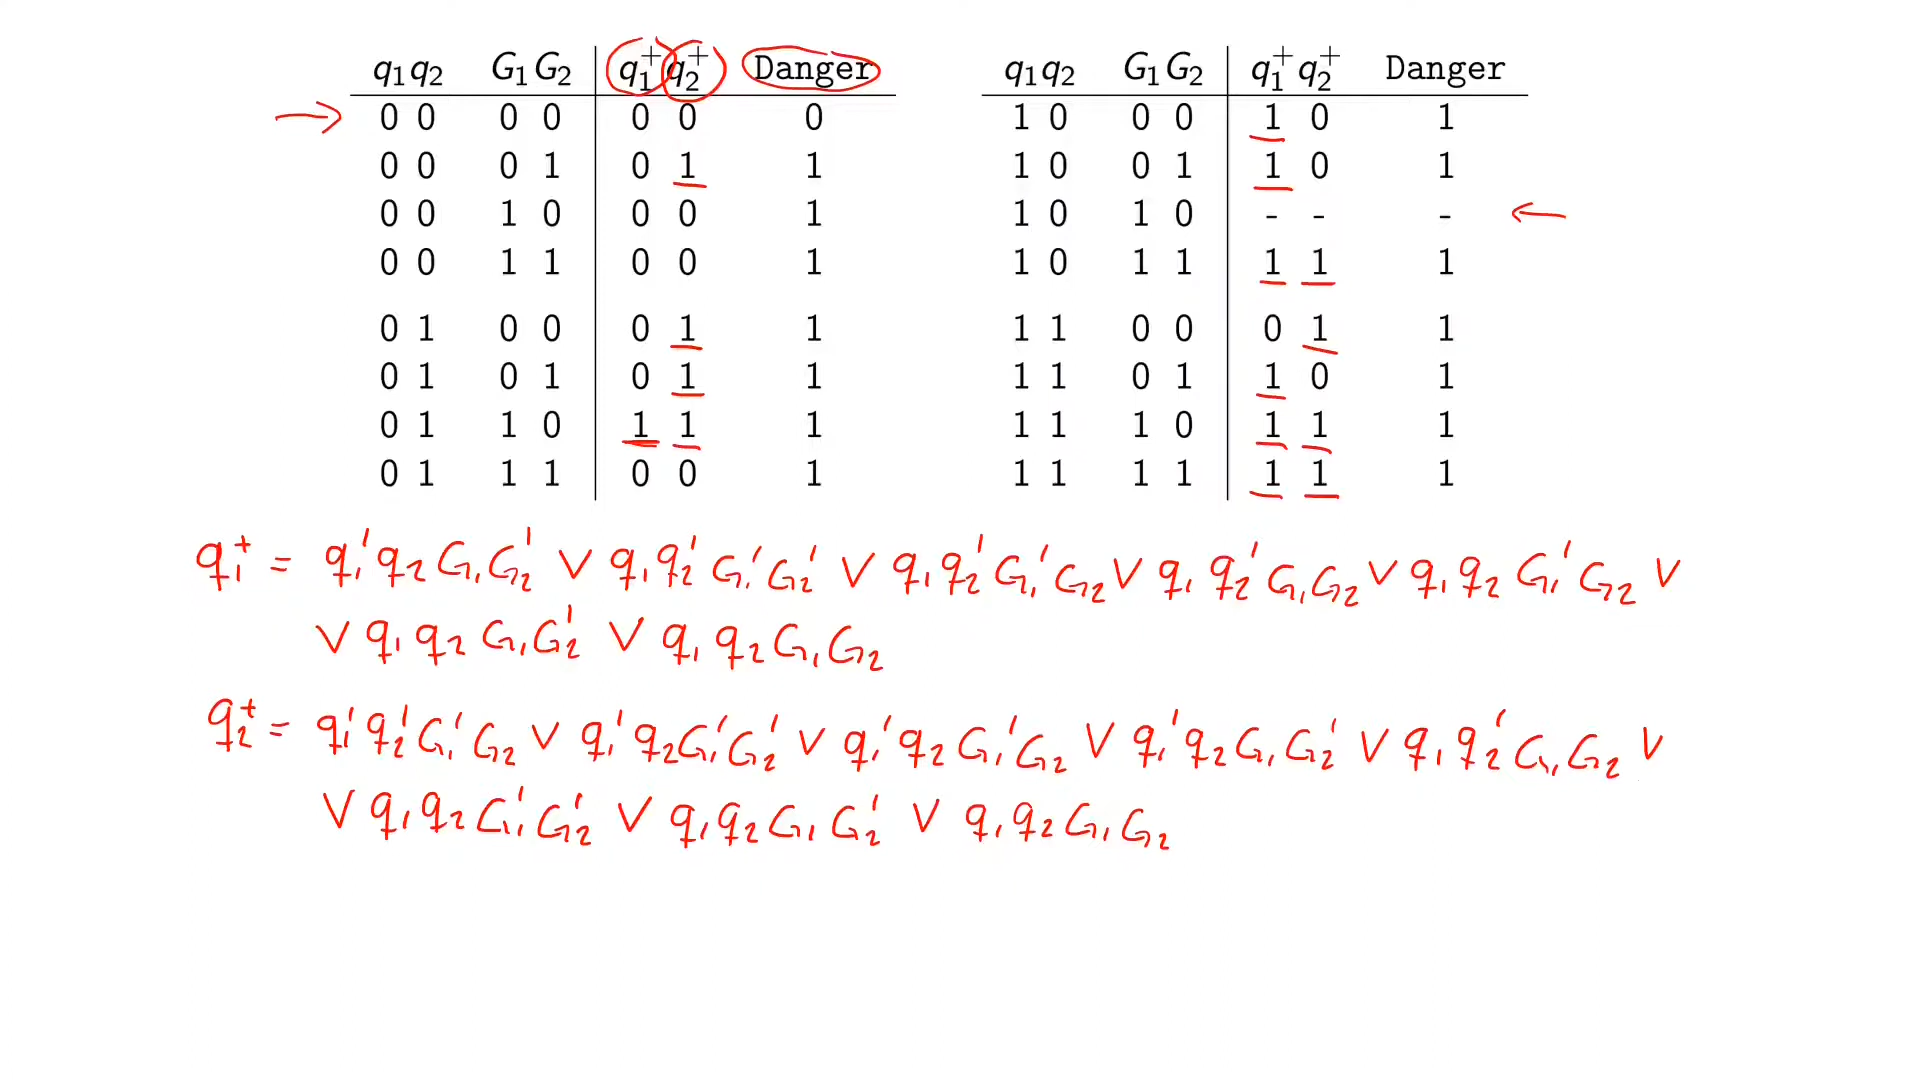 q₁q₂ G₁G₂ q₁⁺q₂⁺ Danger q₁q₂ G₁G₂ q₁⁺q₂⁺ Danger
0 0 0 0 0 0 0 1 0 0 0 1 0 1
0 0 0 1 0 1 1 1 0 0 1 1 0 1
0 0 1 0 0 0 1 1 0 1 0 - - -
0 0 1 1 0 0 1 1 0 1 1 1 1 1
0 1 0 0 0 1 1 1 1 0 0 0 1 1
0 1 0 1 0 1 1 1 1 0 1 1 0 1
0 1 1 0 1 1 1 1 1 1 0 1 1 1
0 1 1 1 0 0 1 1 1 1 1 1 1 1
q₁⁺ = q₁'q₂G₁G₂' ∨ q₁q₂'G₁'G₂' ∨ q₁q₂'G₁'G₂ ∨ q₁q₂'G₁G₂ ∨ q₁q₂G₁'G₂ ∨
∨ q₁q₂G₁G₂' ∨ q₁q₂G₁G₂
q₂⁺ = q₁'q₂'G₁'G₂ ∨ q₁'q₂G₁'G₂' ∨ q₁'q₂G₁'G₂ ∨ q₁'q₂G₁G₂' ∨ q₁q₂'G₁G₂ ∨
∨ q₁q₂G₁'G₂' ∨ q₁q₂G₁G₂' ∨ q₁q₂G₁G₂